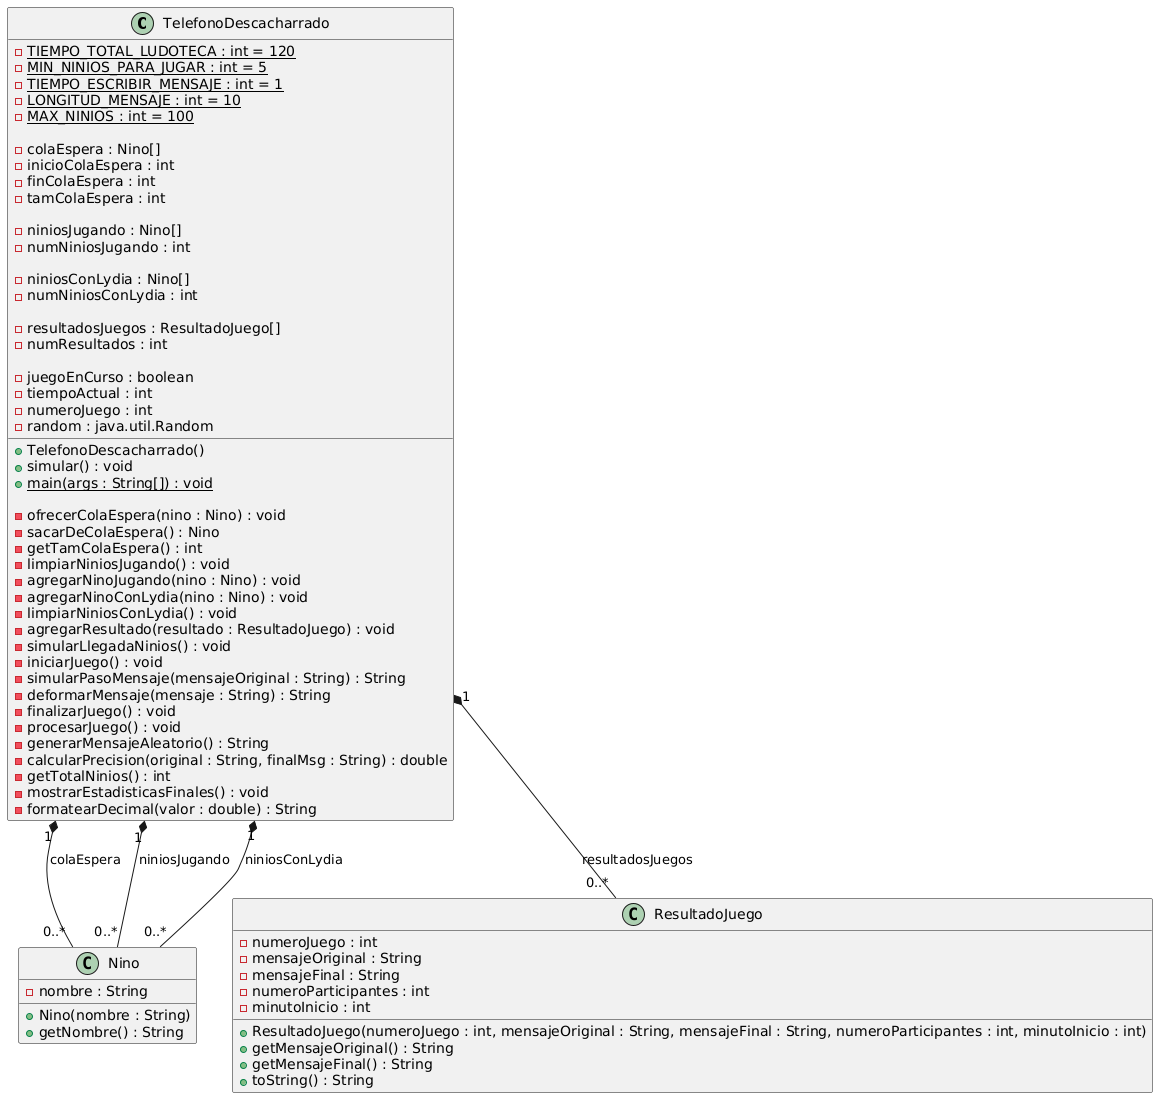 C TelefonoDescacharrado
TIEMPO_TOTAL_LUDOTECA : int = 120
MIN_NINIOS_PARA_JUGAR : int = 5
TIEMPO_ESCRIBIR_MENSAJE : int = 1
LONGITUD_MENSAJE : int = 10
MAX_NINIOS : int = 100
colaEspera : Nino[]
inicioColaEspera : int
finColaEspera : int
tamColaEspera : int
niniosJugando : Nino[]
numNiniosJugando : int
niniosConLydia : Nino[]
numNiniosConLydia : int
resultadosJuegos : ResultadoJuego[]
numResultados : int
juegoEnCurso : boolean
tiempoActual : int
numeroJuego : int
random : java.util.Random
TelefonoDescacharrado()
simular() : void
main(args : String[]) : void
ofrecerColaEspera(nino : Nino) : void
sacarDeColaEspera() : Nino
getTamColaEspera() : int
limpiarNiniosJugando() : void
agregarNinoJugando(nino : Nino) : void
agregarNinoConLydia(nino : Nino) : void
limpiarNiniosConLydia() : void
agregarResultado(resultado : ResultadoJuego) : void
simularLlegadaNinios() : void
iniciarJuego() : void
simularPasoMensaje(mensajeOriginal : String) : String
deformarMensaje(mensaje : String) : String
finalizarJuego() : void
procesarJuego() : void
generarMensajeAleatorio() : String
calcularPrecision(original : String, finalMsg : String) : double
getTotalNinios() : int
mostrarEstadisticasFinales() : void
formatearDecimal(valor : double) : String
1
1 1 1
colaEspera niniosJugando niniosConLydia resultadosJuegos
0..*
0..* 0..* 0..*
C Nino
nombre : String
Nino(nombre : String)
getNombre() : String
C ResultadoJuego
numeroJuego : int
mensajeOriginal : String
mensajeFinal : String
numeroParticipantes : int
minutoInicio : int
ResultadoJuego(numeroJuego : int, mensajeOriginal : String, mensajeFinal : String, numeroParticipantes : int, minutoInicio : int)
getMensajeOriginal() : String
getMensajeFinal() : String
toString() : String